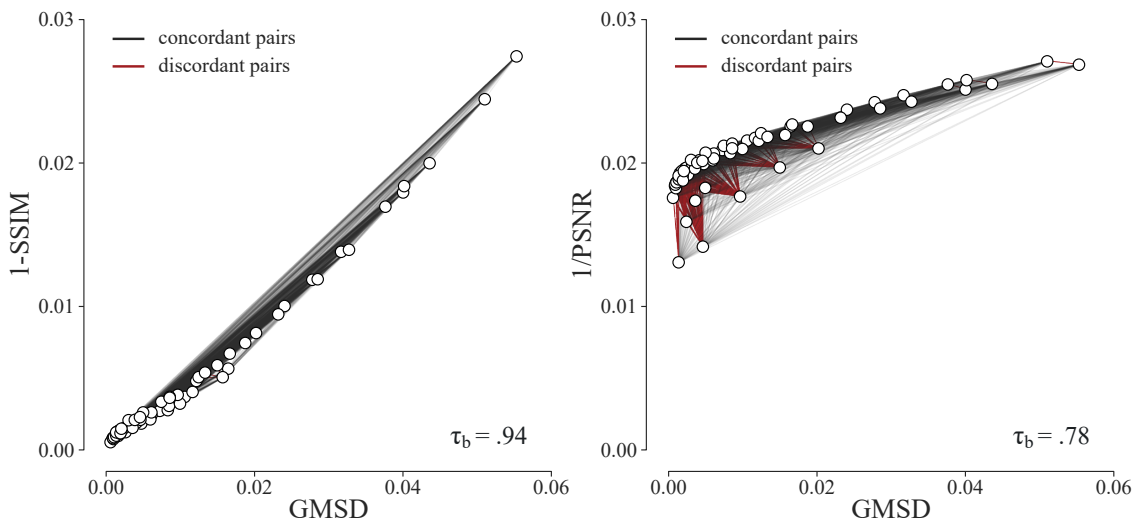 0.03
0.02
0.01
0.00
1-SSIM
concordant pairs
discordant pairs
τb = .94
0.00 0.02 0.04 0.06
GMSD
0.03
0.02
0.01
0.00
1/PSNR
concordant pairs
discordant pairs
τb = .78
0.00 0.02 0.04 0.06
GMSD